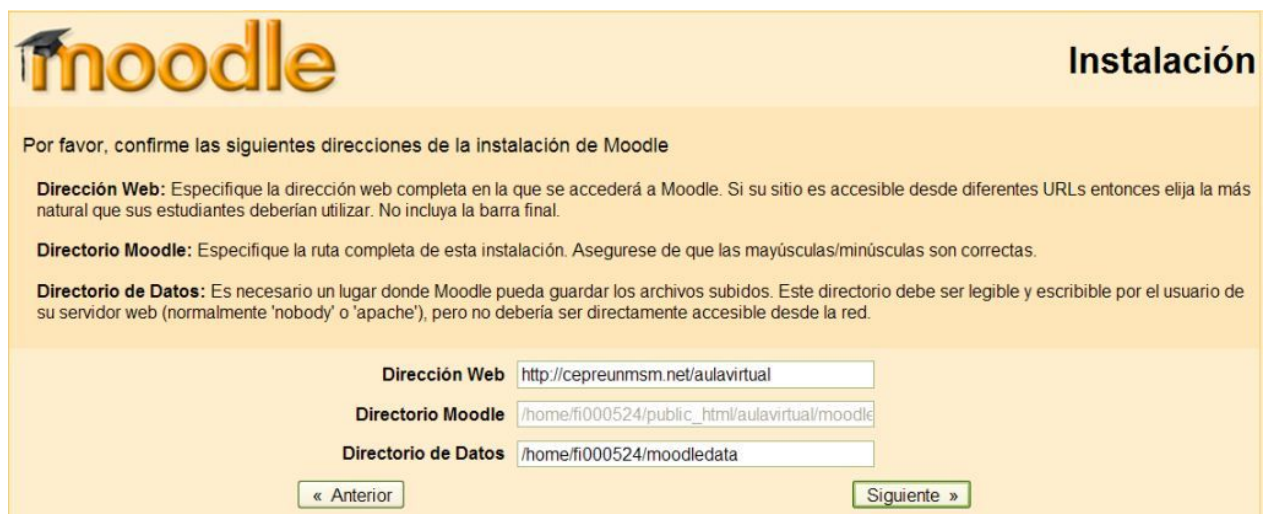 moodle
Instalación
Por favor, confirme las siguientes direcciones de la instalación de Moodle
Dirección Web: Especifique la dirección web completa en la que se accederá a Moodle. Si su sitio es accesible desde diferentes URLs entonces elija la más
natural que sus estudiantes deberían utilizar. No incluya la barra final.
Directorio Moodle: Especifique la ruta completa de esta instalación. Asegurese de que las mayúsculas/minúsculas son correctas.
Directorio de Datos: Es necesario un lugar donde Moodle pueda guardar los archivos subidos. Este directorio debe ser legible y escribible por el usuario de
su servidor web (normalmente 'nobody' o 'apache'), pero no debería ser directamente accesible desde la red.
Dirección Web http://cepreunmsm.net/aulavirtual
Directorio Moodle /home/fi000524/public_html/aulavirtual/moodle
Directorio de Datos /home/fi000524/moodledata
« Anterior Siguiente »